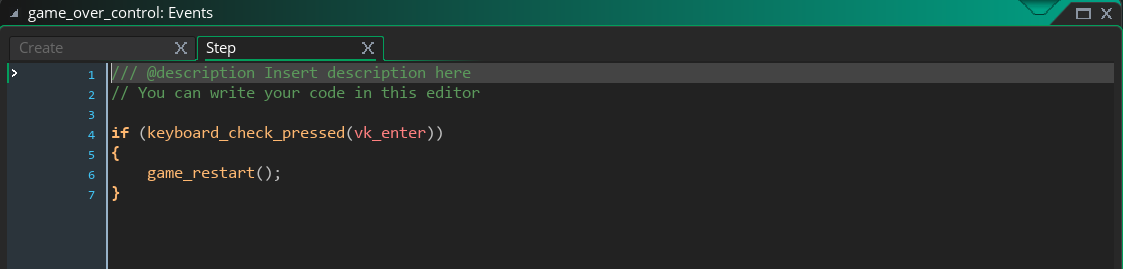 game_over_control: Events
Create
Step
1 /// @description Insert description here
2 // You can write your code in this editor
3
4 if (keyboard_check_pressed(vk_enter))
5 {
6 game_restart();
7 }